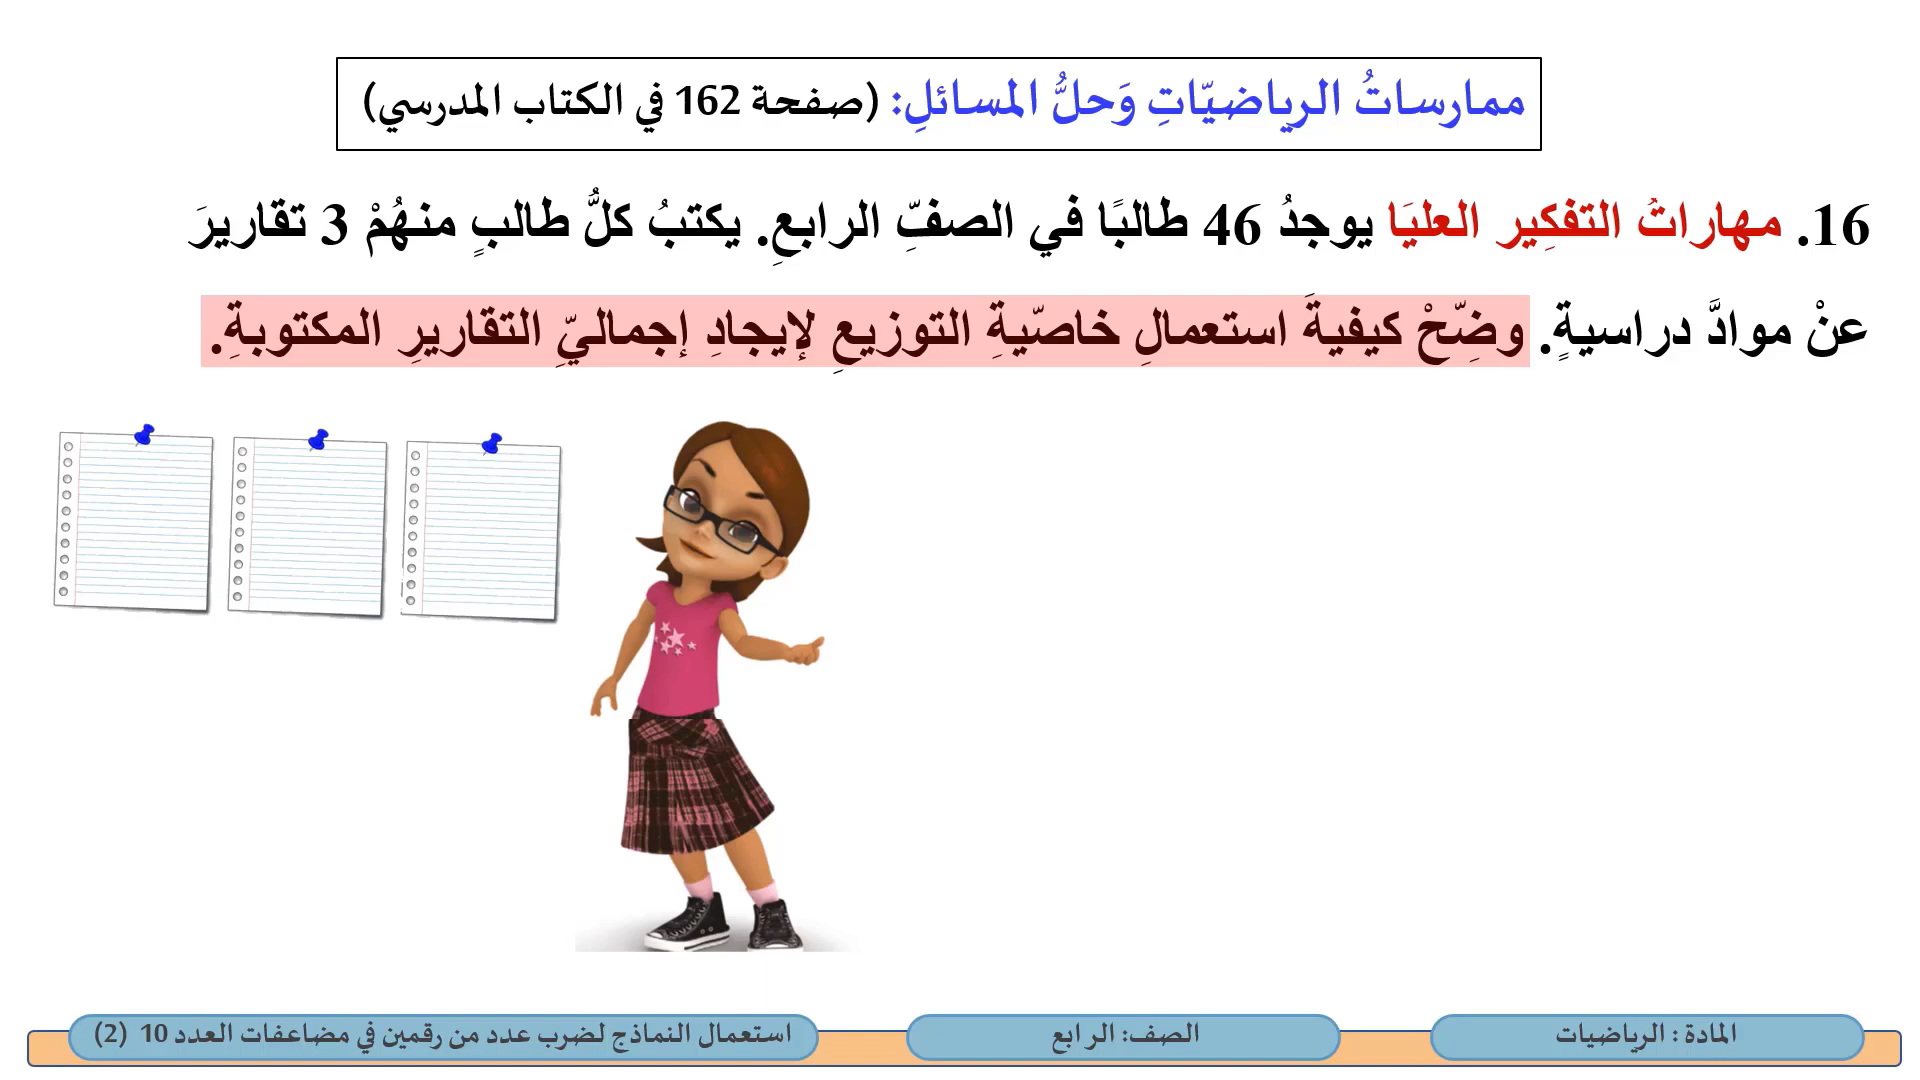 ممارساتُ الرياضيّاتِ وَحلُّ المسائلِ: (صفحة 162 في الكتاب المدرسي)
16. مهاراتُ التفكِير العليَا يوجدُ 46 طالبًا في الصفِّ الرابعِ. يكتبُ كلُّ طالبٍ منهُمْ 3 تقاريرَ
عنْ موادَّ دراسيةٍ. وضِّحْ كيفيةَ استعمالِ خاصّيةِ التوزيعِ لإيجادِ إجماليِّ التقاريرِ المكتوبةِ.
المادة : الرياضيات
الصف: الرابع
استعمال النماذج لضرب عدد من رقمين في مضاعفات العدد 10 (2)